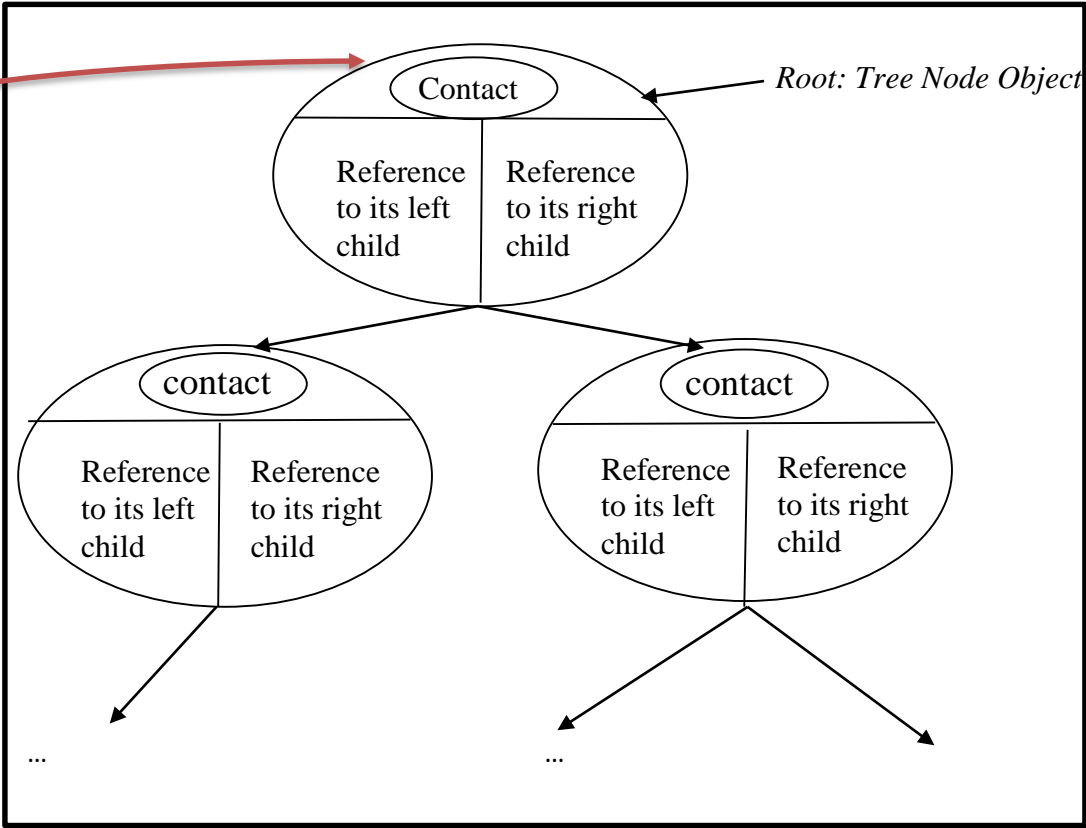 Contact
Root: Tree Node Object
Reference
to its left
child
Reference
to its right
child
contact
contact
Reference
to its left
child
Reference
to its right
child
Reference
to its left
child
Reference
to its right
child
...
...